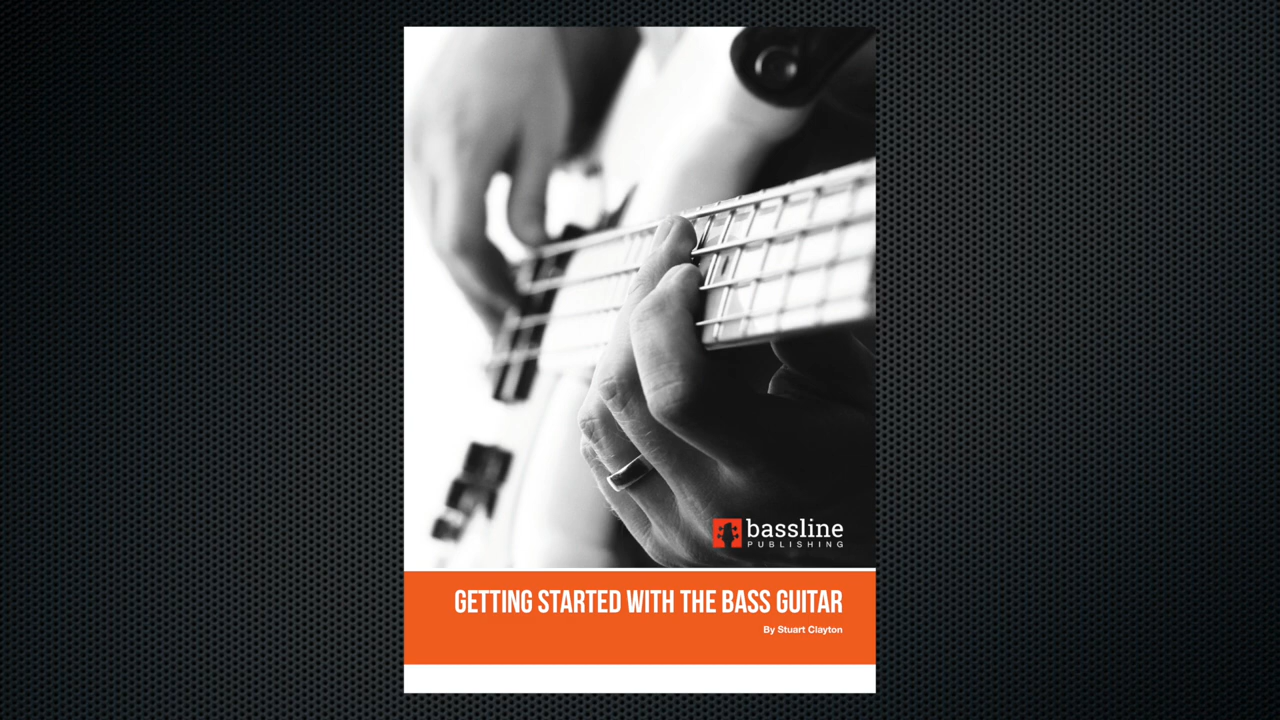 bassline
PUBLISHING
GETTING STARTED WITH THE BASS GUITAR
By Stuart Clayton